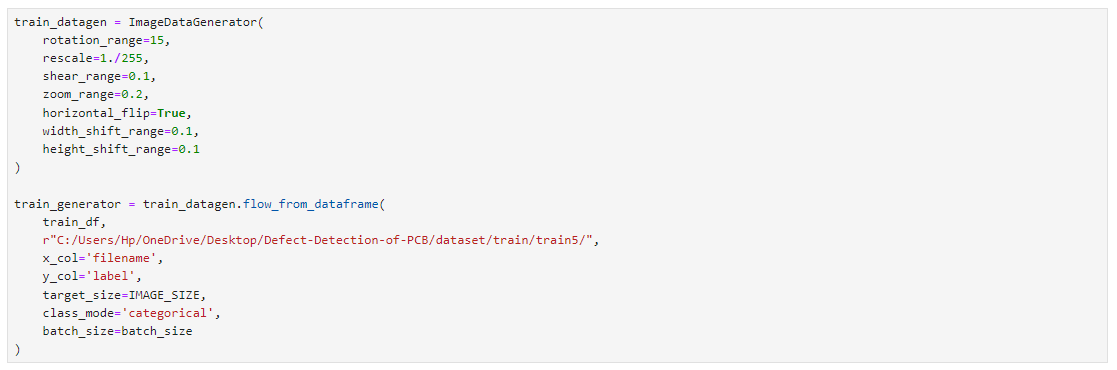 train_datagen = ImageDataGenerator(
    rotation_range=15,
    rescale=1./255,
    shear_range=0.1,
    zoom_range=0.2,
    horizontal_flip=True,
    width_shift_range=0.1,
    height_shift_range=0.1
)

train_generator = train_datagen.flow_from_dataframe(
    train_df,
    r"C:/Users/Hp/OneDrive/Desktop/Defect-Detection-of-PCB/dataset/train/train5/",
    x_col='filename',
    y_col='label',
    target_size=IMAGE_SIZE,
    class_mode='categorical',
    batch_size=batch_size
)